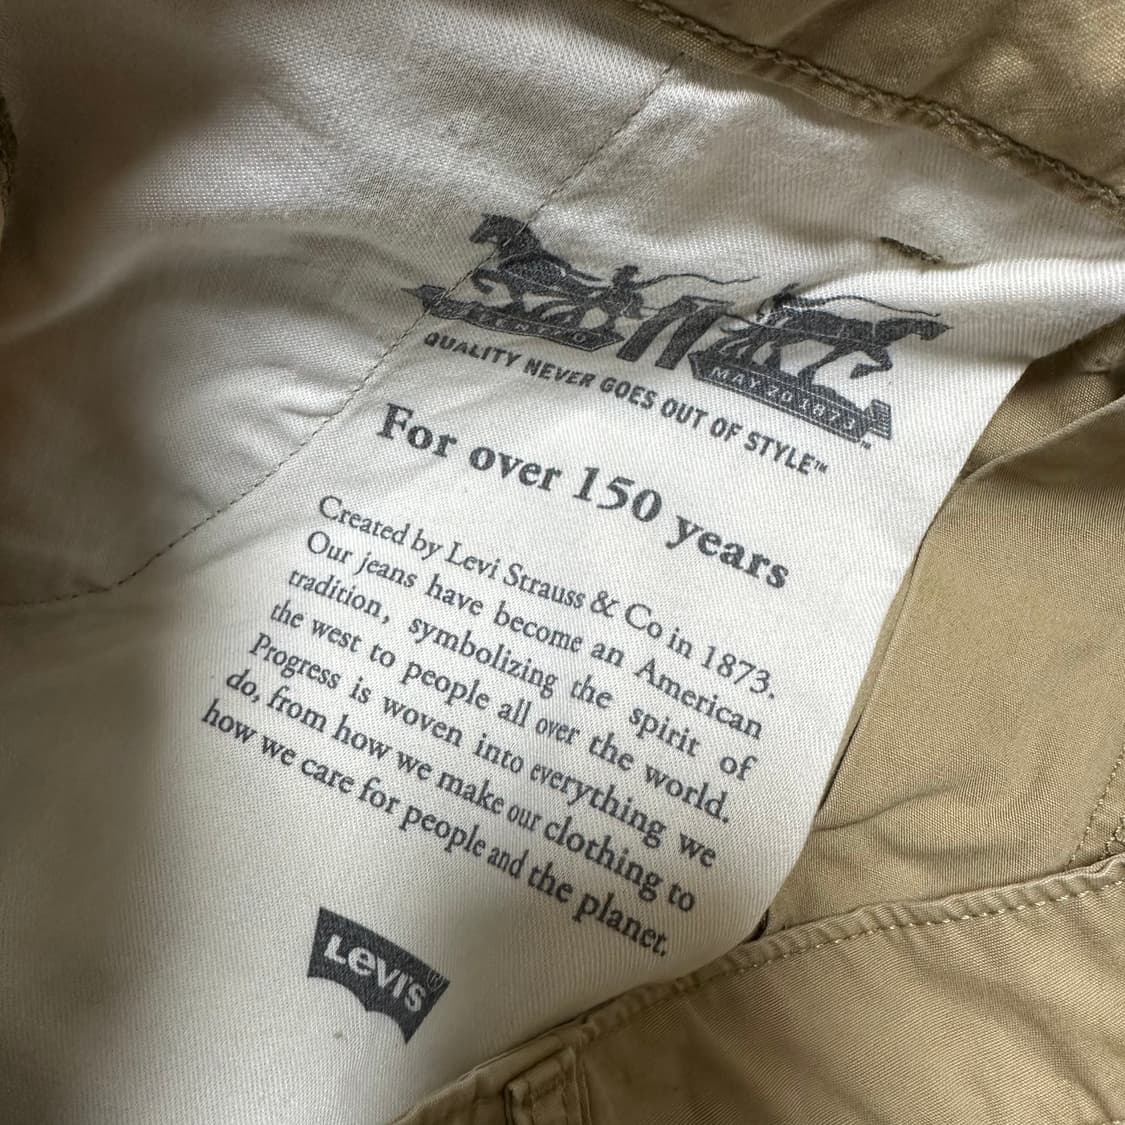 QUALITY NEVER GOES OUT OF STYLE™
MAY 20 1873
For over 150 years
Created by Levi Strauss & Co in 1873.
Our jeans have become an American
tradition, symbolizing the spirit of
the west to people all over the world.
Progress is woven into everything we
do, from how we make our clothing to
how we care for people and the planet.
Levi's®